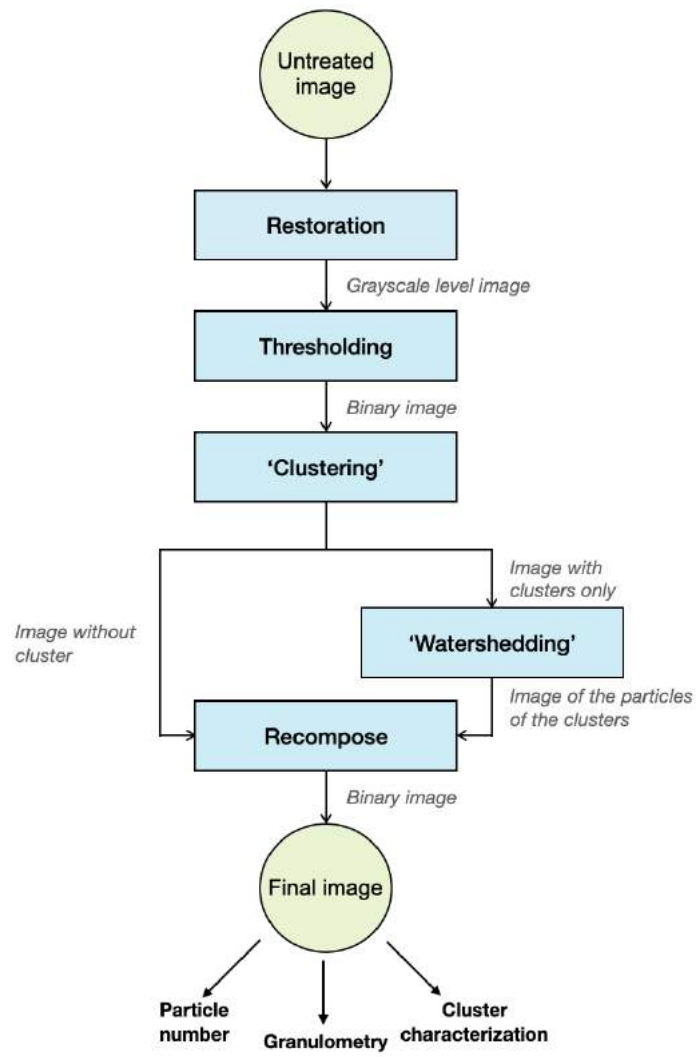 Untreated
image
Restoration
Grayscale level image
Thresholding
Binary image
‘Clustering’
Image with
clusters only
Image without
cluster
‘Watershedding’
Image of the particles
of the clusters
Recompose
Binary image
Final image
Particle
number
Granulometry
Cluster
characterization